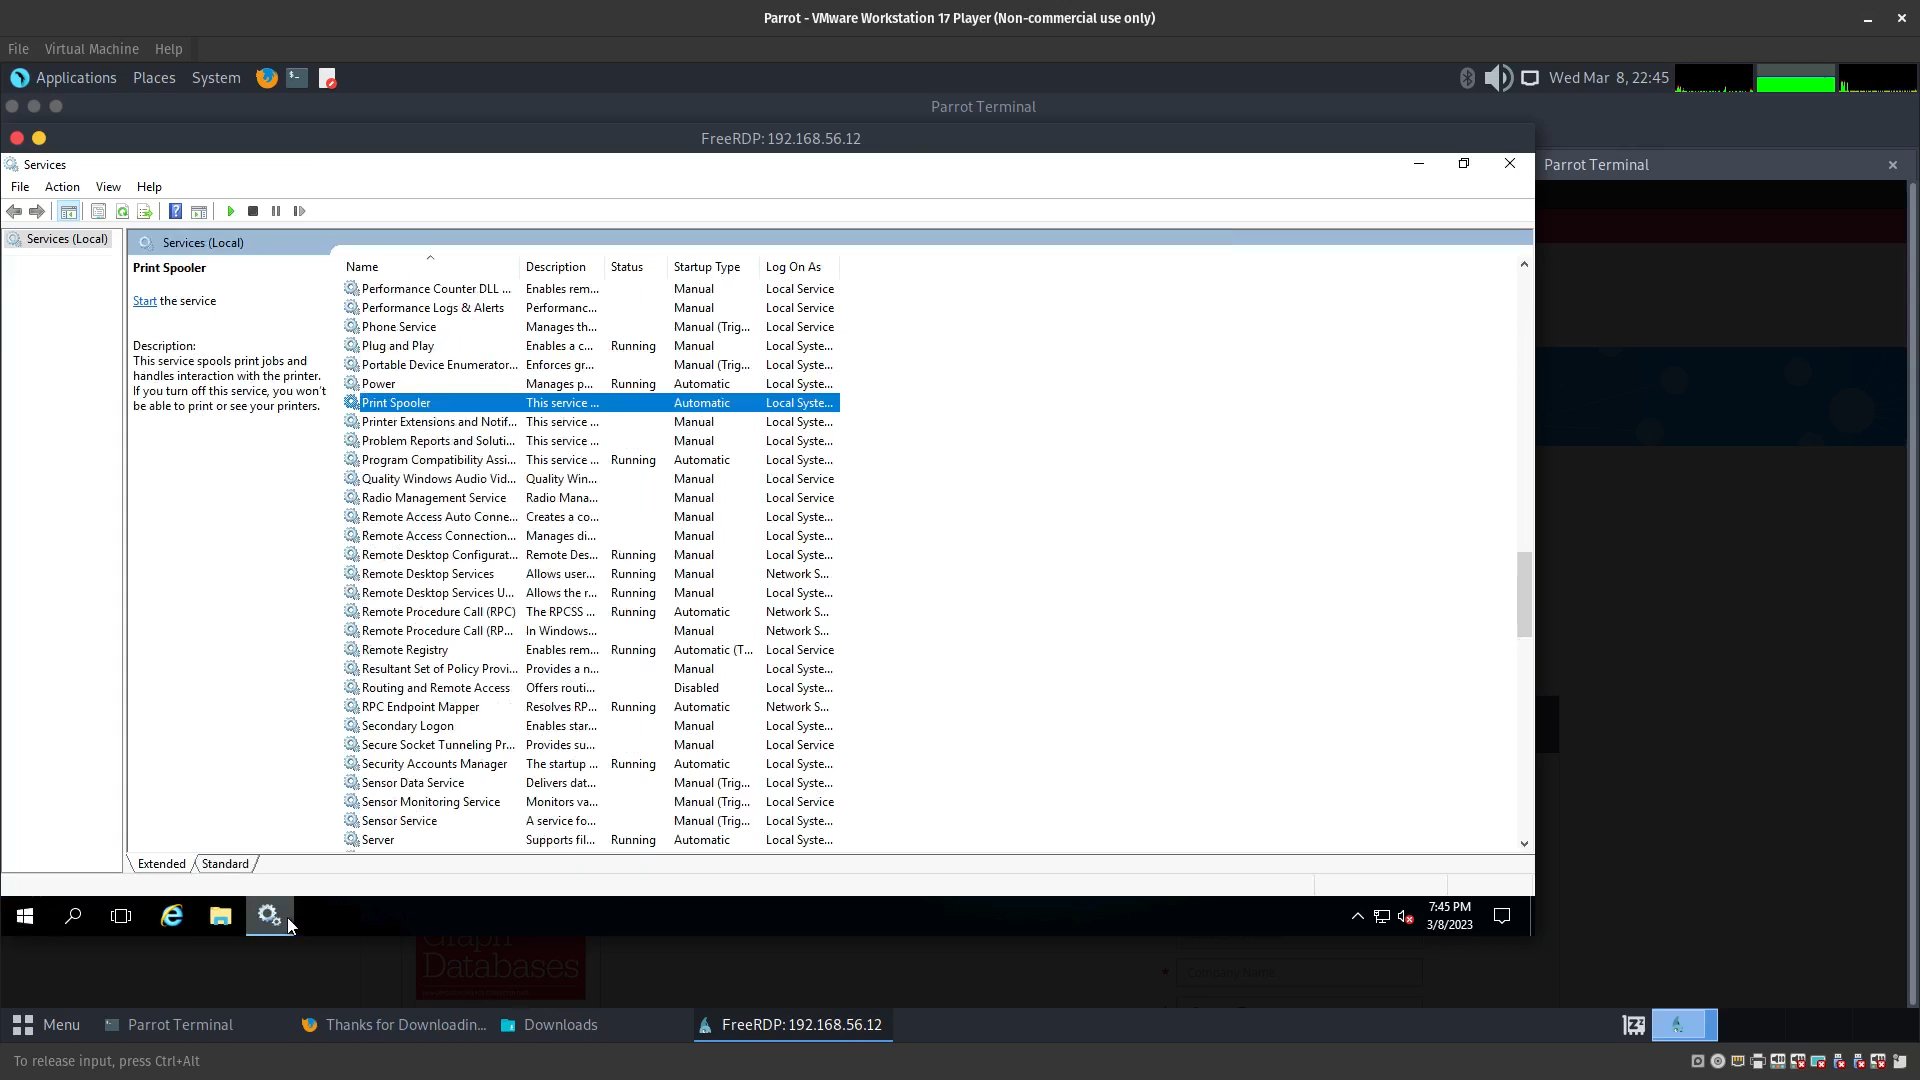 Parrot - VMware Workstation 17 Player (Non-commercial use only)
File Virtual Machine Help
Applications Places System
Wed Mar 8, 22:45
Parrot Terminal
FreeRDP: 192.168.56.12
Services
Parrot Terminal
File Action View Help
Services (Local)
Services (Local)
Print Spooler
Start the service
Description:
This service spools print jobs and
handles interaction with the printer.
If you turn off this service, you won't
be able to print or see your printers.
Name Description Status Startup Type Log On As
Performance Counter DLL ... Enables rem... Manual Local Service
Performance Logs & Alerts Performanc... Manual Local Service
Phone Service Manages th... Manual (Trig... Local Service
Plug and Play Enables a c... Running Manual Local Syste...
Portable Device Enumerator... Enforces gr... Manual (Trig... Local Syste...
Power Manages p... Running Automatic Local Syste...
Print Spooler This service ... Automatic Local Syste...
Printer Extensions and Notif... This service ... Manual Local Syste...
Problem Reports and Soluti... This service ... Manual Local Syste...
Program Compatibility Assi... This service ... Running Automatic Local Syste...
Quality Windows Audio Vid... Quality Win... Manual Local Service
Radio Management Service Radio Mana... Manual Local Service
Remote Access Auto Conne... Creates a co... Manual Local Syste...
Remote Access Connection... Manages di... Manual Local Syste...
Remote Desktop Configurat... Remote Des... Running Manual Local Syste...
Remote Desktop Services Allows user... Running Manual Network S...
Remote Desktop Services U... Allows the r... Running Manual Local Syste...
Remote Procedure Call (RPC) The RPCSS ... Running Automatic Network S...
Remote Procedure Call (RP... In Windows... Manual Network S...
Remote Registry Enables rem... Running Automatic (T... Local Service
Resultant Set of Policy Provi... Provides a n... Manual Local Syste...
Routing and Remote Access Offers routi... Disabled Local Syste...
RPC Endpoint Mapper Resolves RP... Running Automatic Network S...
Secondary Logon Enables star... Manual Local Syste...
Secure Socket Tunneling Pr... Provides su... Manual Local Service
Security Accounts Manager The startup ... Running Automatic Local Syste...
Sensor Data Service Delivers dat... Manual (Trig... Local Syste...
Sensor Monitoring Service Monitors va... Manual (Trig... Local Service
Sensor Service A service fo... Manual (Trig... Local Syste...
Server Supports fil... Running Automatic Local Syste...
Extended Standard
7:45 PM
3/8/2023
Graph
Databases
* Company Name
Menu Parrot Terminal Thanks for Downloadin... Downloads FreeRDP: 192.168.56.12
To release input, press Ctrl+Alt